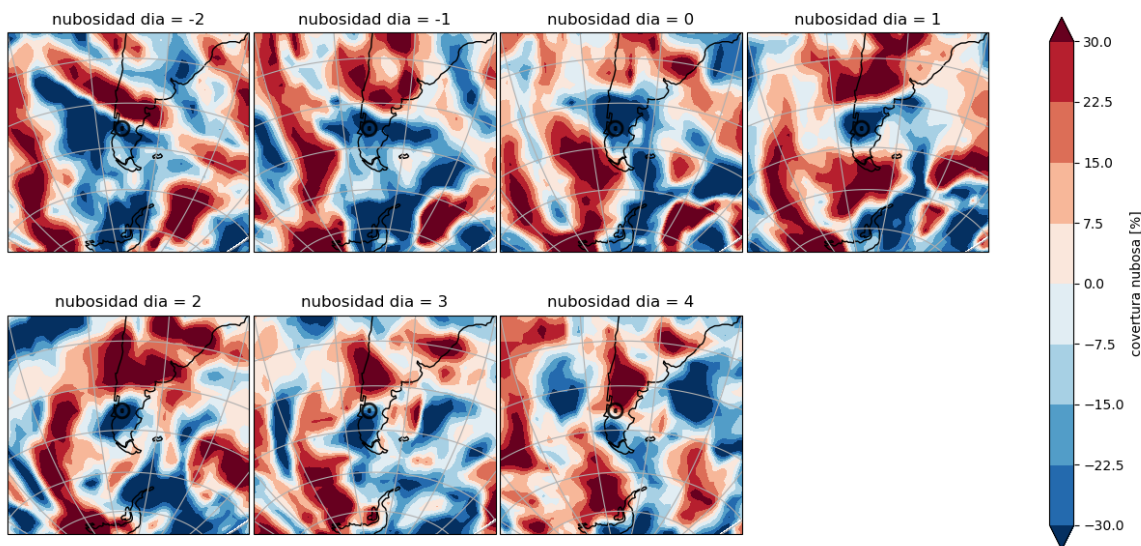 nubosidad dia = -2
nubosidad dia = -1
nubosidad dia = 0
nubosidad dia = 1
nubosidad dia = 2
nubosidad dia = 3
nubosidad dia = 4
30.0
22.5
15.0
7.5
0.0
−7.5
−15.0
−22.5
−30.0
covertura nubosa [%]